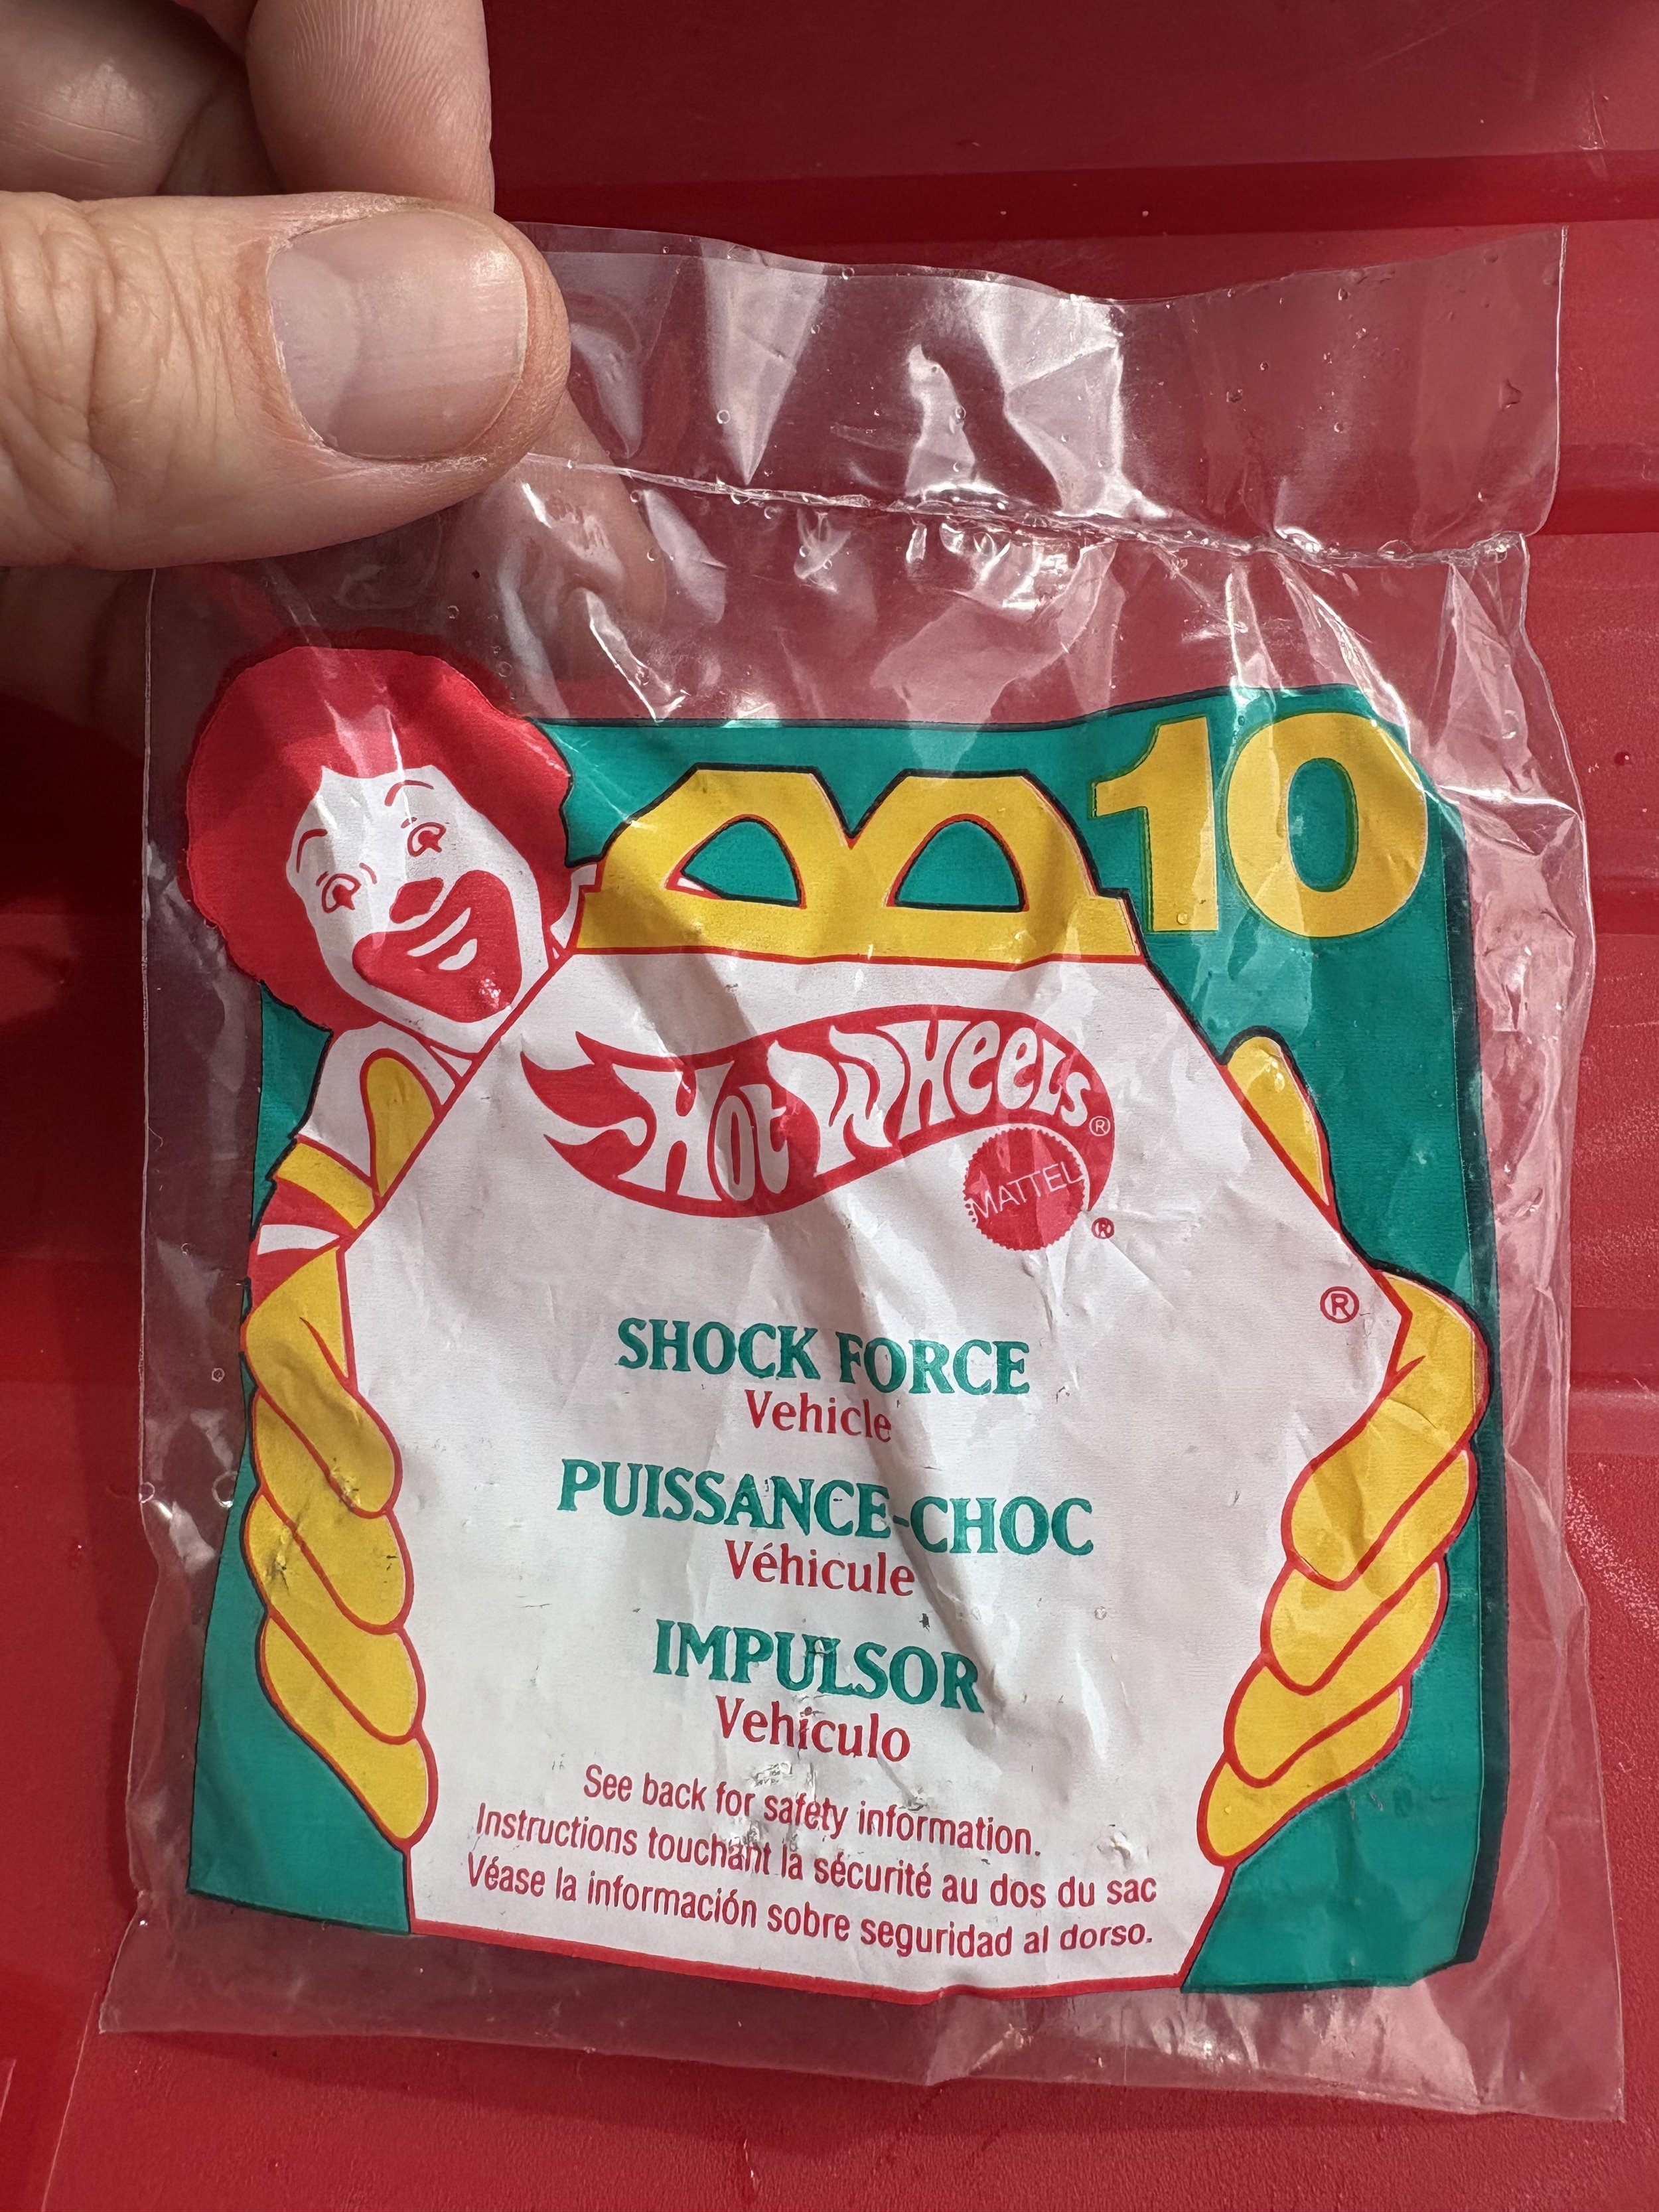 10
Hot Wheels®
MATTEL
®
®
SHOCK FORCE
Vehicle
PUISSANCE-CHOC
Véhicule
IMPULSOR
Vehiculo
See back for safety information.
Instructions touchant la sécurité au dos du sac
Véase la información sobre seguridad al dorso.